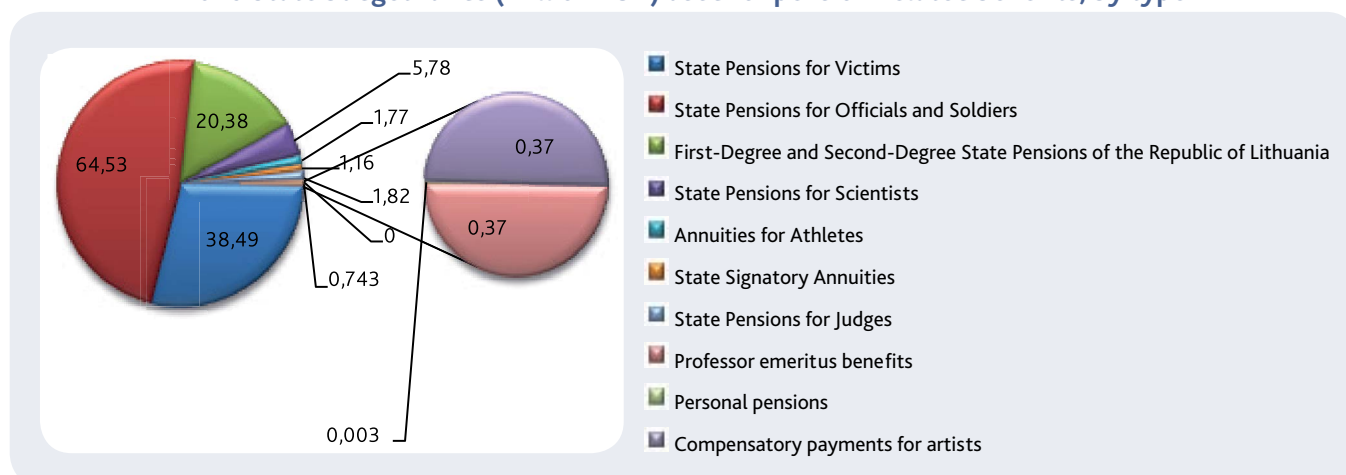 5,78
1,77
20,38
0,37
64,53
1,16
1,82
0,37
38,49
0
0,743
0,003
State Pensions for Victims
State Pensions for Officials and Soldiers
First-Degree and Second-Degree State Pensions of the Republic of Lithuania
State Pensions for Scientists
Annuities for Athletes
State Signatory Annuities
State Pensions for Judges
Professor emeritus benefits
Personal pensions
Compensatory payments for artists